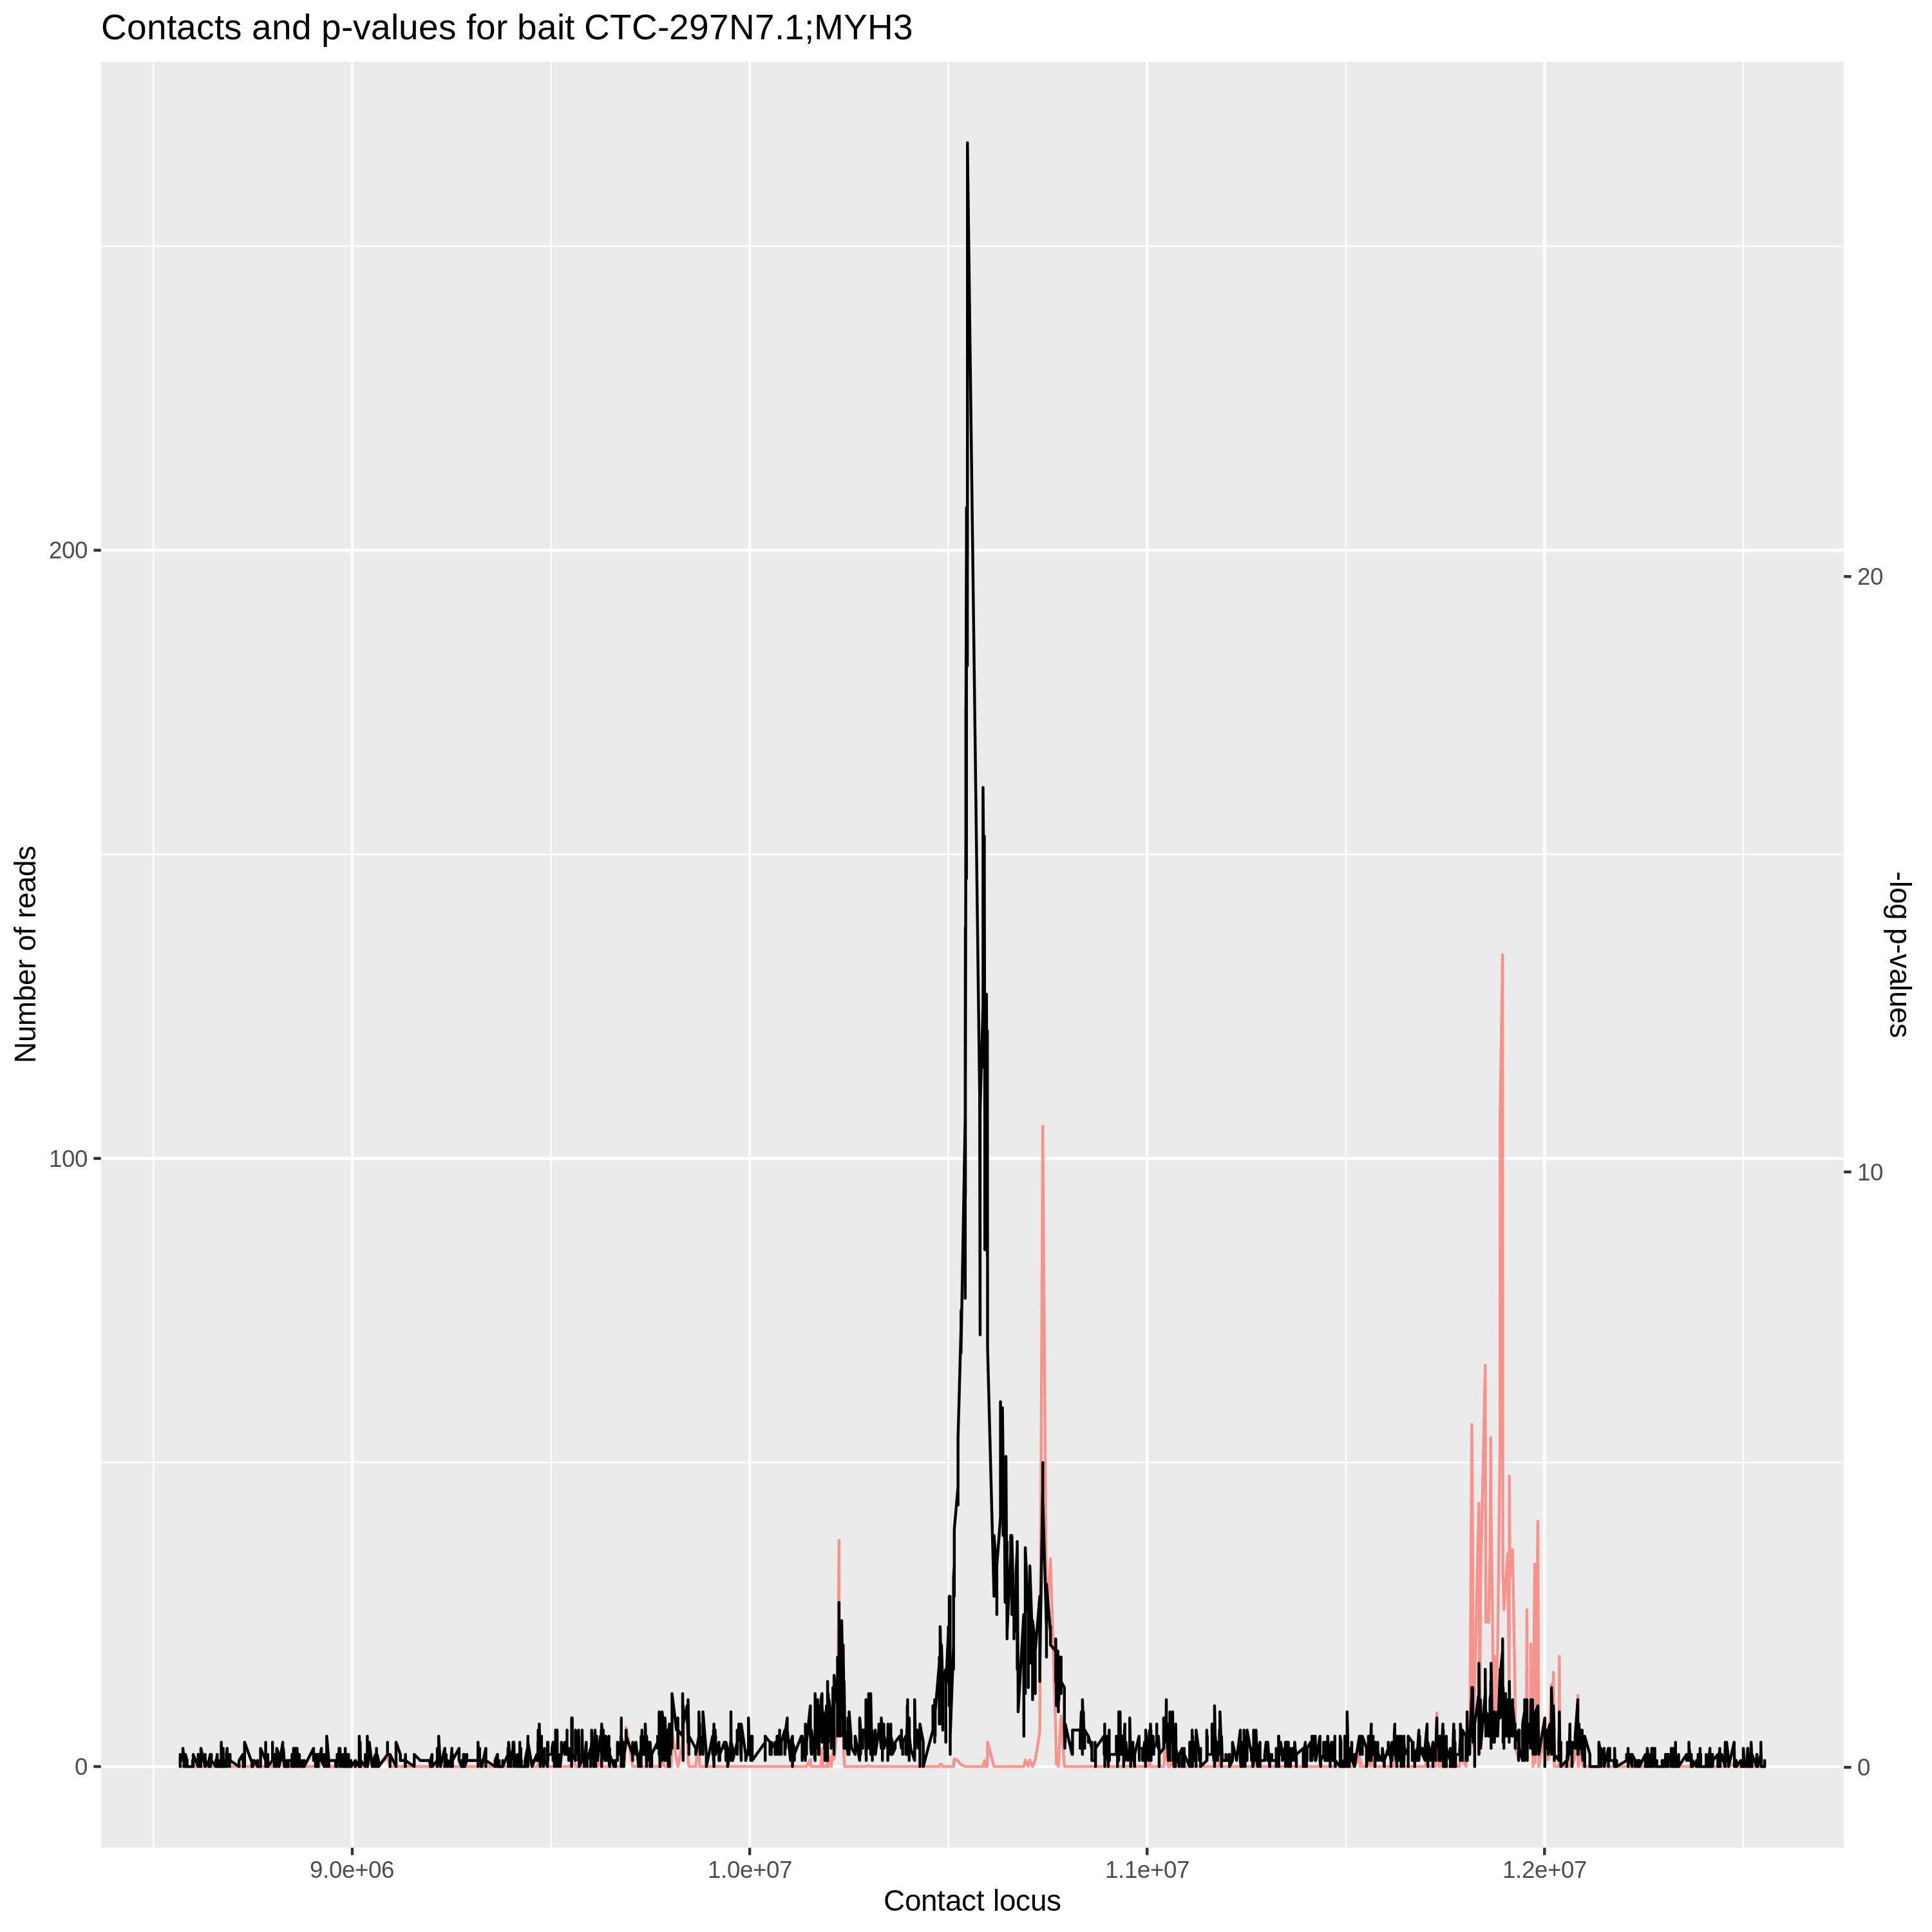 Contacts and p-values for bait CTC-297N7.1;MYH3
200
100
0
20
10
0
Number of reads
-log p-values
9.0e+06
1.0e+07
1.1e+07
1.2e+07
Contact locus